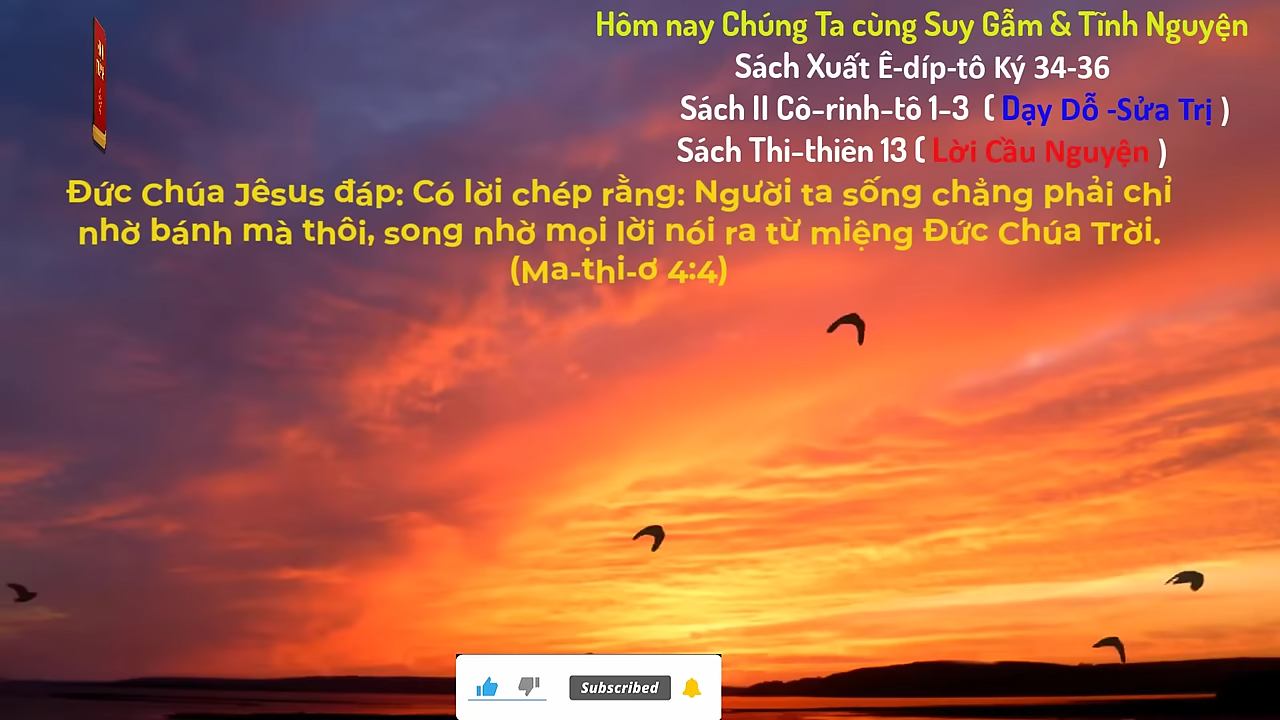 Hôm nay Chúng Ta cùng Suy Gẫm & Tĩnh Nguyện
Sách Xuất Ê-díp-tô Ký 34-36
Sách II Cô-rinh-tô 1-3 ( Dạy Dỗ -Sửa Trị )
Sách Thi-thiên 13 ( Lời Cầu Nguyện )
Đức Chúa Jêsus đáp: Có lời chép rằng: Người ta sống chẳng phải chỉ
nhờ bánh mà thôi, song nhờ mọi lời nói ra từ miệng Đức Chúa Trời.
(Ma-thi-ơ 4:4)
Subscribed